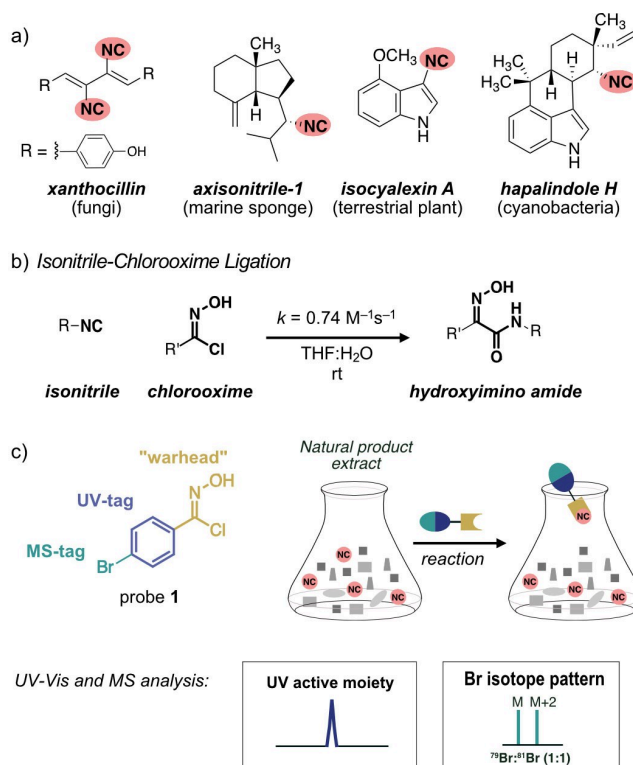 a)
NC
R
R
NC
R =
OH
xanthocillin
(fungi)
CH₃
H
NC
axisonitrile-1
(marine sponge)
OCH₃
NC
N
H
isocyalexin A
(terrestrial plant)
CH₃
H
H₃C
NC
H₃C
H
H
N
H
hapalindole H
(cyanobacteria)
b) Isonitrile-Chlorooxime Ligation
R–NC
isonitrile
N OH
R' Cl
chlorooxime
k = 0.74 M⁻¹s⁻¹
THF:H₂O
rt
N OH
H
R' N R
O
hydroxyimino amide
c)
"warhead"
N OH
UV-tag
Cl
MS-tag
Br
probe 1
Natural product
extract
NC
NC
NC
NC
reaction
NC
NC
NC
NC
UV-Vis and MS analysis:
UV active moiety
Br isotope pattern
M M+2
⁷⁹Br:⁸¹Br (1:1)